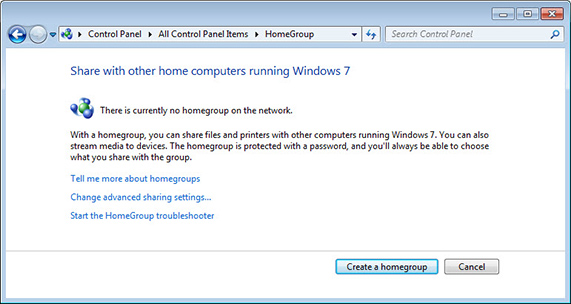 Control Panel All Control Panel Items HomeGroup Search Control Panel
Share with other home computers running Windows 7
There is currently no homegroup on the network.
With a homegroup, you can share files and printers with other computers running Windows 7. You can also
stream media to devices. The homegroup is protected with a password, and you'll always be able to choose
what you share with the group.
Tell me more about homegroups
Change advanced sharing settings...
Start the HomeGroup troubleshooter
Create a homegroup Cancel